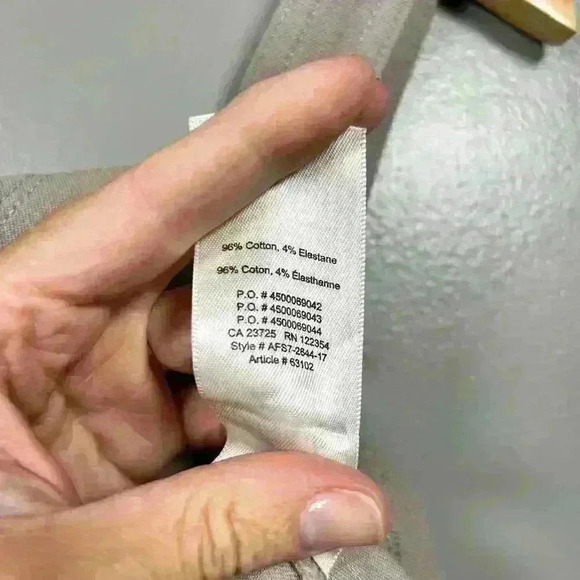 96% Cotton, 4% Elastane
96% Coton, 4% Élasthanne
P.O. # 4500069042
P.O. # 4500069043
P.O. # 4500069044
CA 23725 RN 122354
Style # AFS7-2644-17
Article # 63102